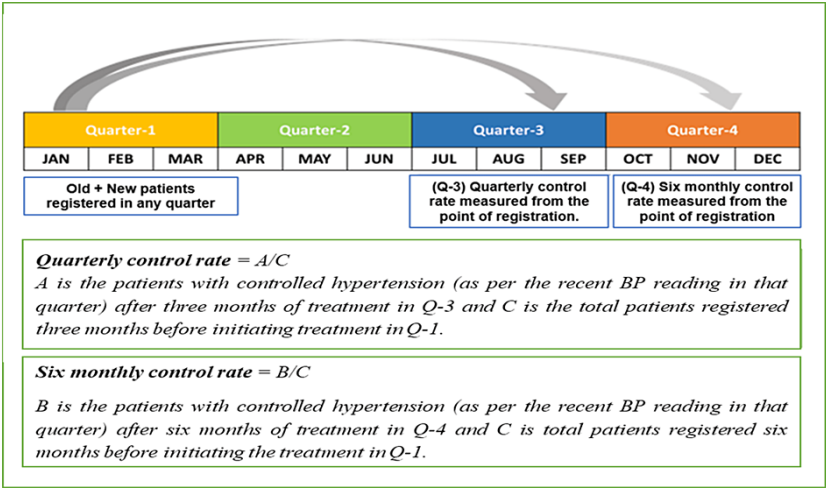 Quarter-1 Quarter-2 Quarter-3 Quarter-4
JAN FEB MAR APR MAY JUN JUL AUG SEP OCT NOV DEC
Old + New patients
registered in any quarter
(Q-3) Quarterly control
rate measured from the
point of registration.
(Q-4) Six monthly control
rate measured from the
point of registration
Quarterly control rate = A/C
A is the patients with controlled hypertension (as per the recent BP reading in that
quarter) after three months of treatment in Q-3 and C is the total patients registered
three months before initiating treatment in Q-1.
Six monthly control rate = B/C
B is the patients with controlled hypertension (as per the recent BP reading in that
quarter) after six months of treatment in Q-4 and C is total patients registered six
months before initiating the treatment in Q-1.